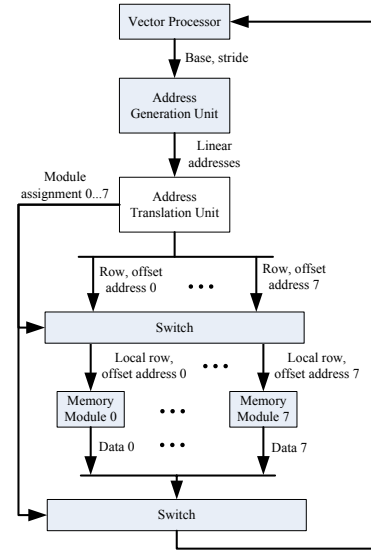 Vector Processor
Base, stride
Address
Generation Unit
Linear
addresses
Module
assignment 0...7
Address
Translation Unit
Row, offset
address 0
...
Row, offset
address 7
Switch
Local row,
offset address 0
...
Local row,
offset address 7
Memory
Module 0
...
Memory
Module 7
Data 0
...
Data 7
Switch